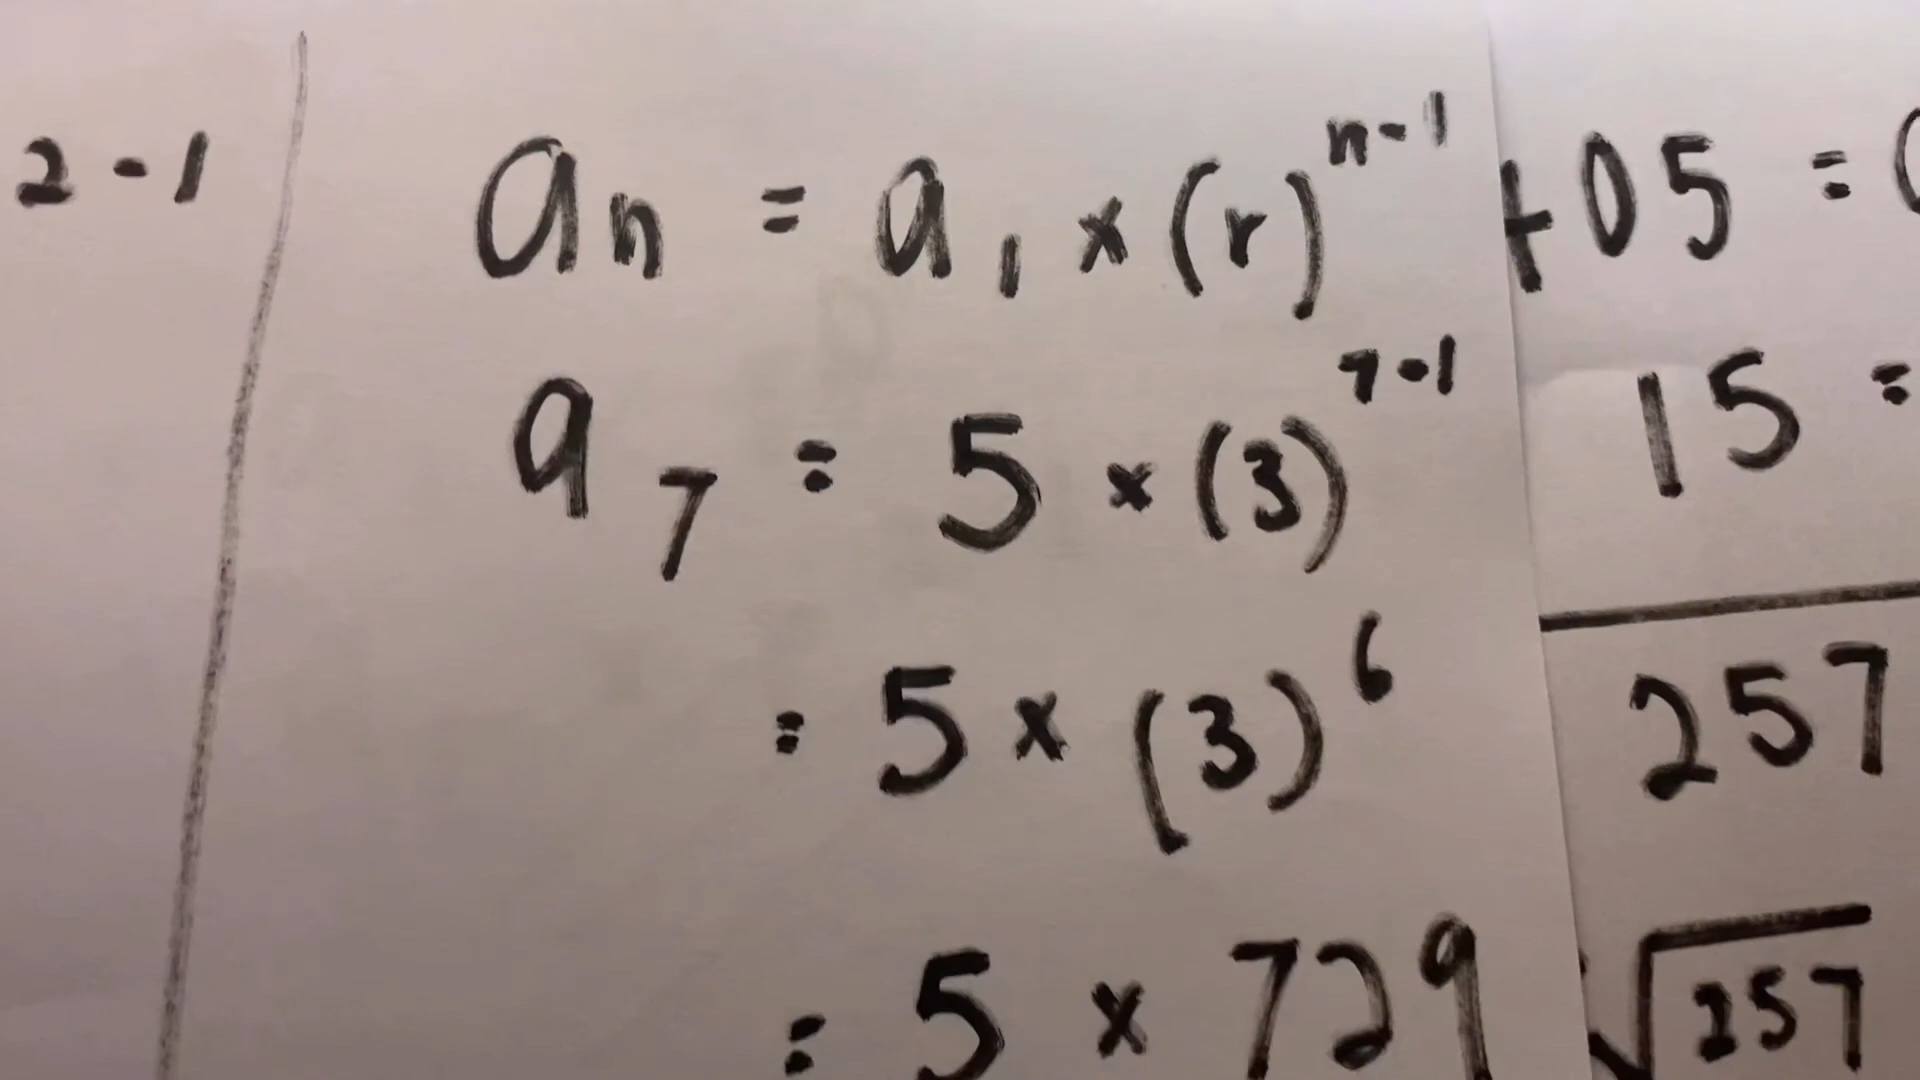 2-1
aₙ = a₁ × (r)ⁿ⁻¹
a₇ = 5 × (3)⁷⁻¹
= 5 × (3)⁶
= 5 × 729
+05 =
15 =
257
√257